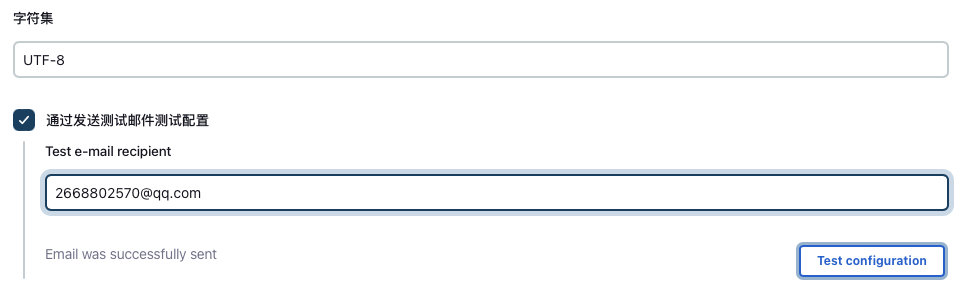 字符集
UTF-8
通过发送测试邮件测试配置
Test e-mail recipient
2668802570@qq.com
Email was successfully sent
Test configuration